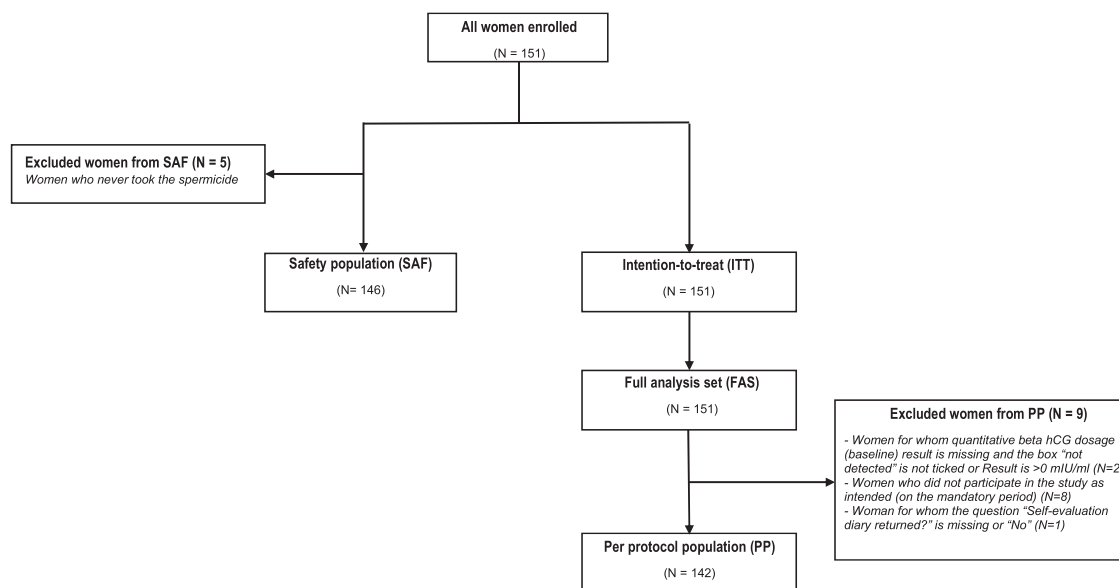 All women enrolled
(N = 151)
Excluded women from SAF (N = 5)
Women who never took the spermicide
Safety population (SAF)
(N= 146)
Intention-to-treat (ITT)
(N = 151)
Full analysis set (FAS)
(N = 151)
Excluded women from PP (N = 9)
- Women for whom quantitative beta hCG dosage
(baseline) result is missing and the box “not
detected” is not ticked or Result is >0 mIU/ml (N=2
- Women who did not participate in the study as
intended (on the mandatory period) (N=8)
- Woman for whom the question “Self-evaluation
diary returned?” is missing or “No” (N=1)
Per protocol population (PP)
(N = 142)